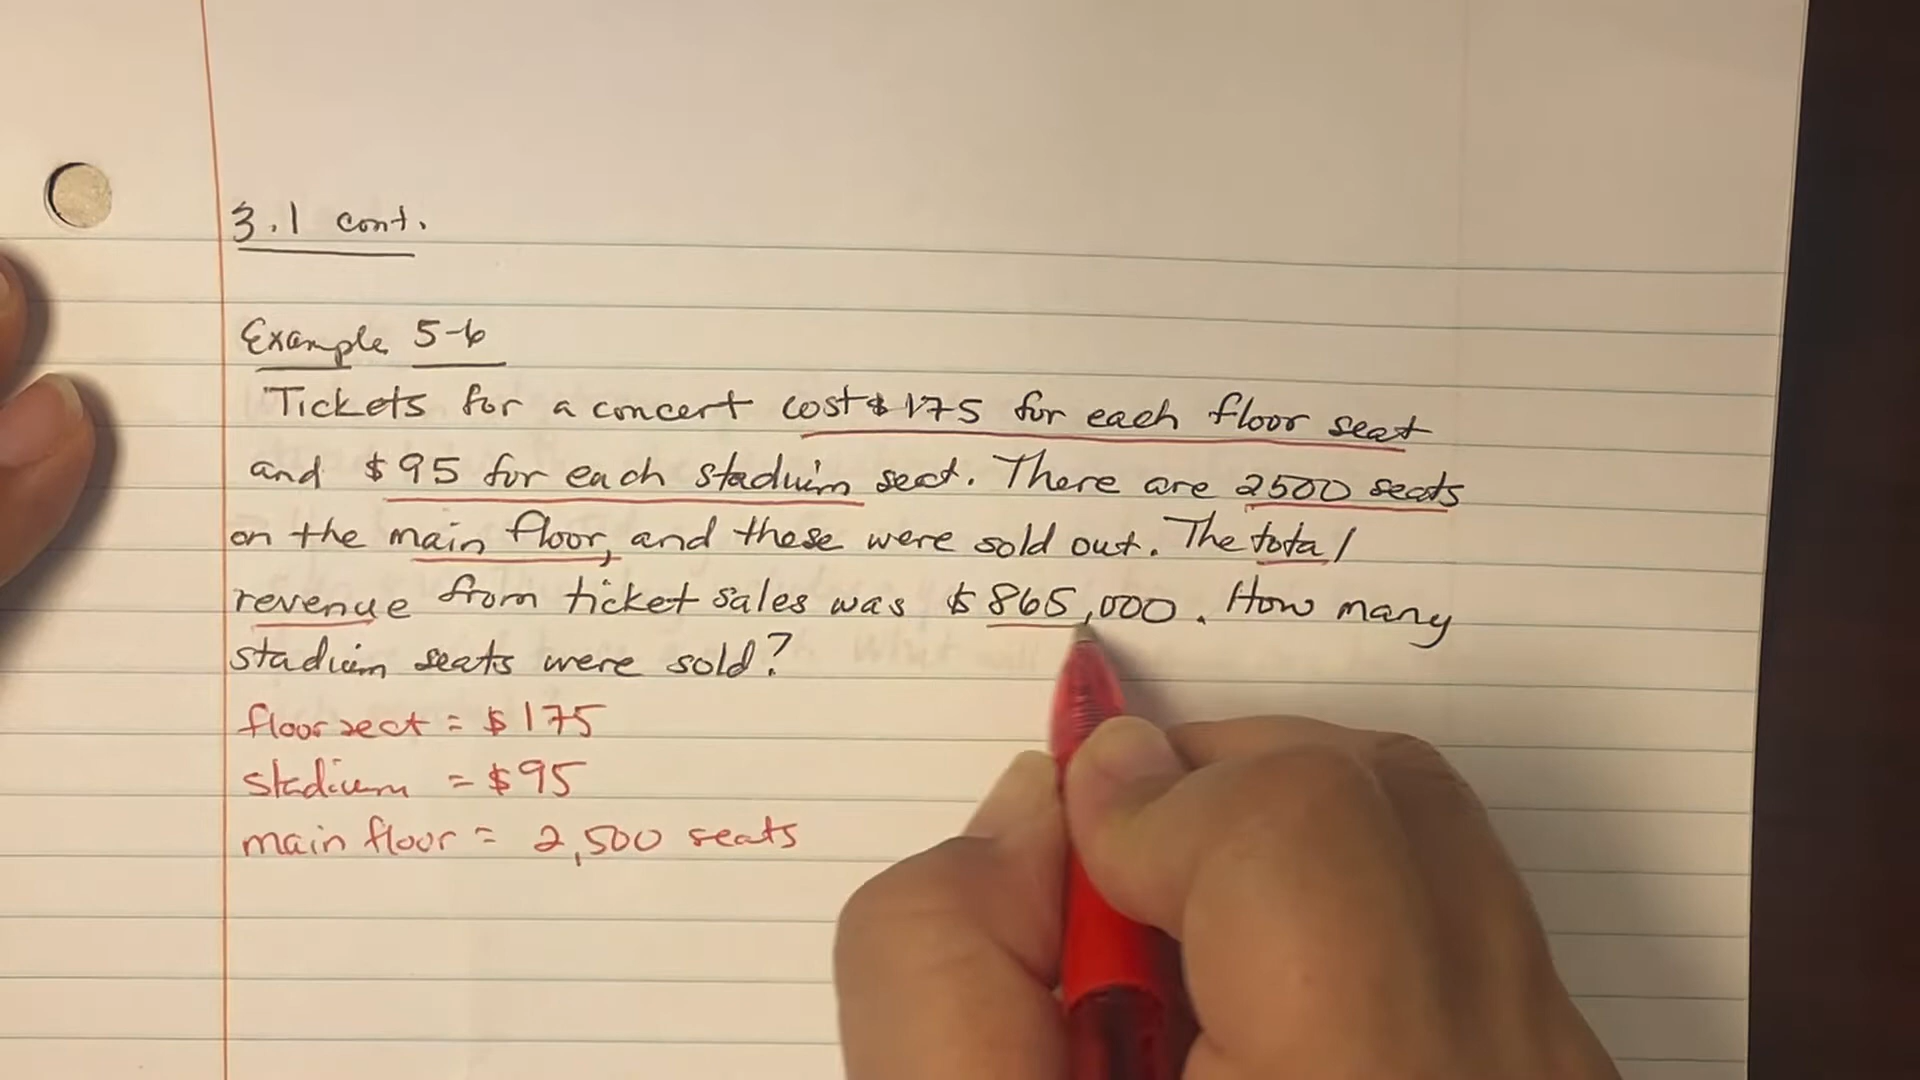 3.1 cont.
Example 5-6
Tickets for a concert cost $175 for each floor seat
and $95 for each stadium seat. There are 2500 seats
on the main floor, and these were sold out. The total
revenue from ticket sales was $865,000. How many
stadium seats were sold?
floor seat = $175
stadium = $95
main floor = 2,500 seats